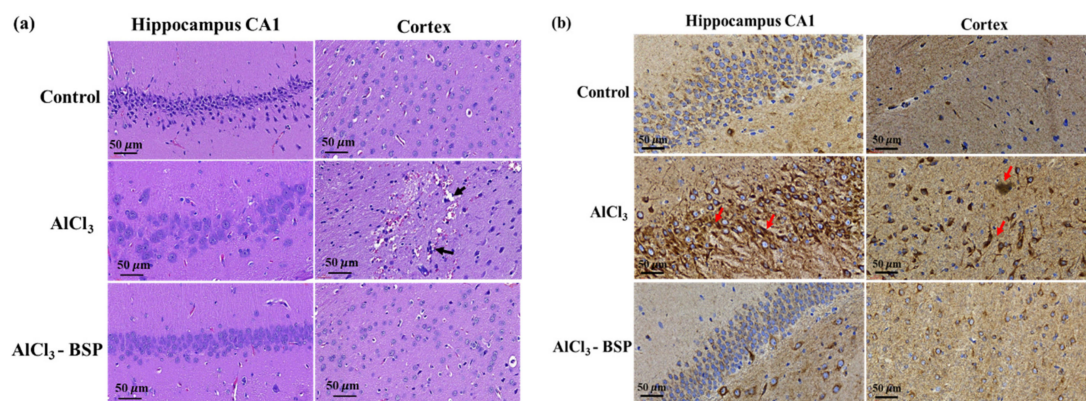 (a)
Hippocampus CA1
Cortex
Control
50 µm
50 µm
AlCl₃
50 µm
50 µm
AlCl₃ - BSP
50 µm
50 µm
(b)
Hippocampus CA1
Cortex
Control
50 µm
50 µm
AlCl₃
50 µm
50 µm
AlCl₃ - BSP
50 µm
50 µm